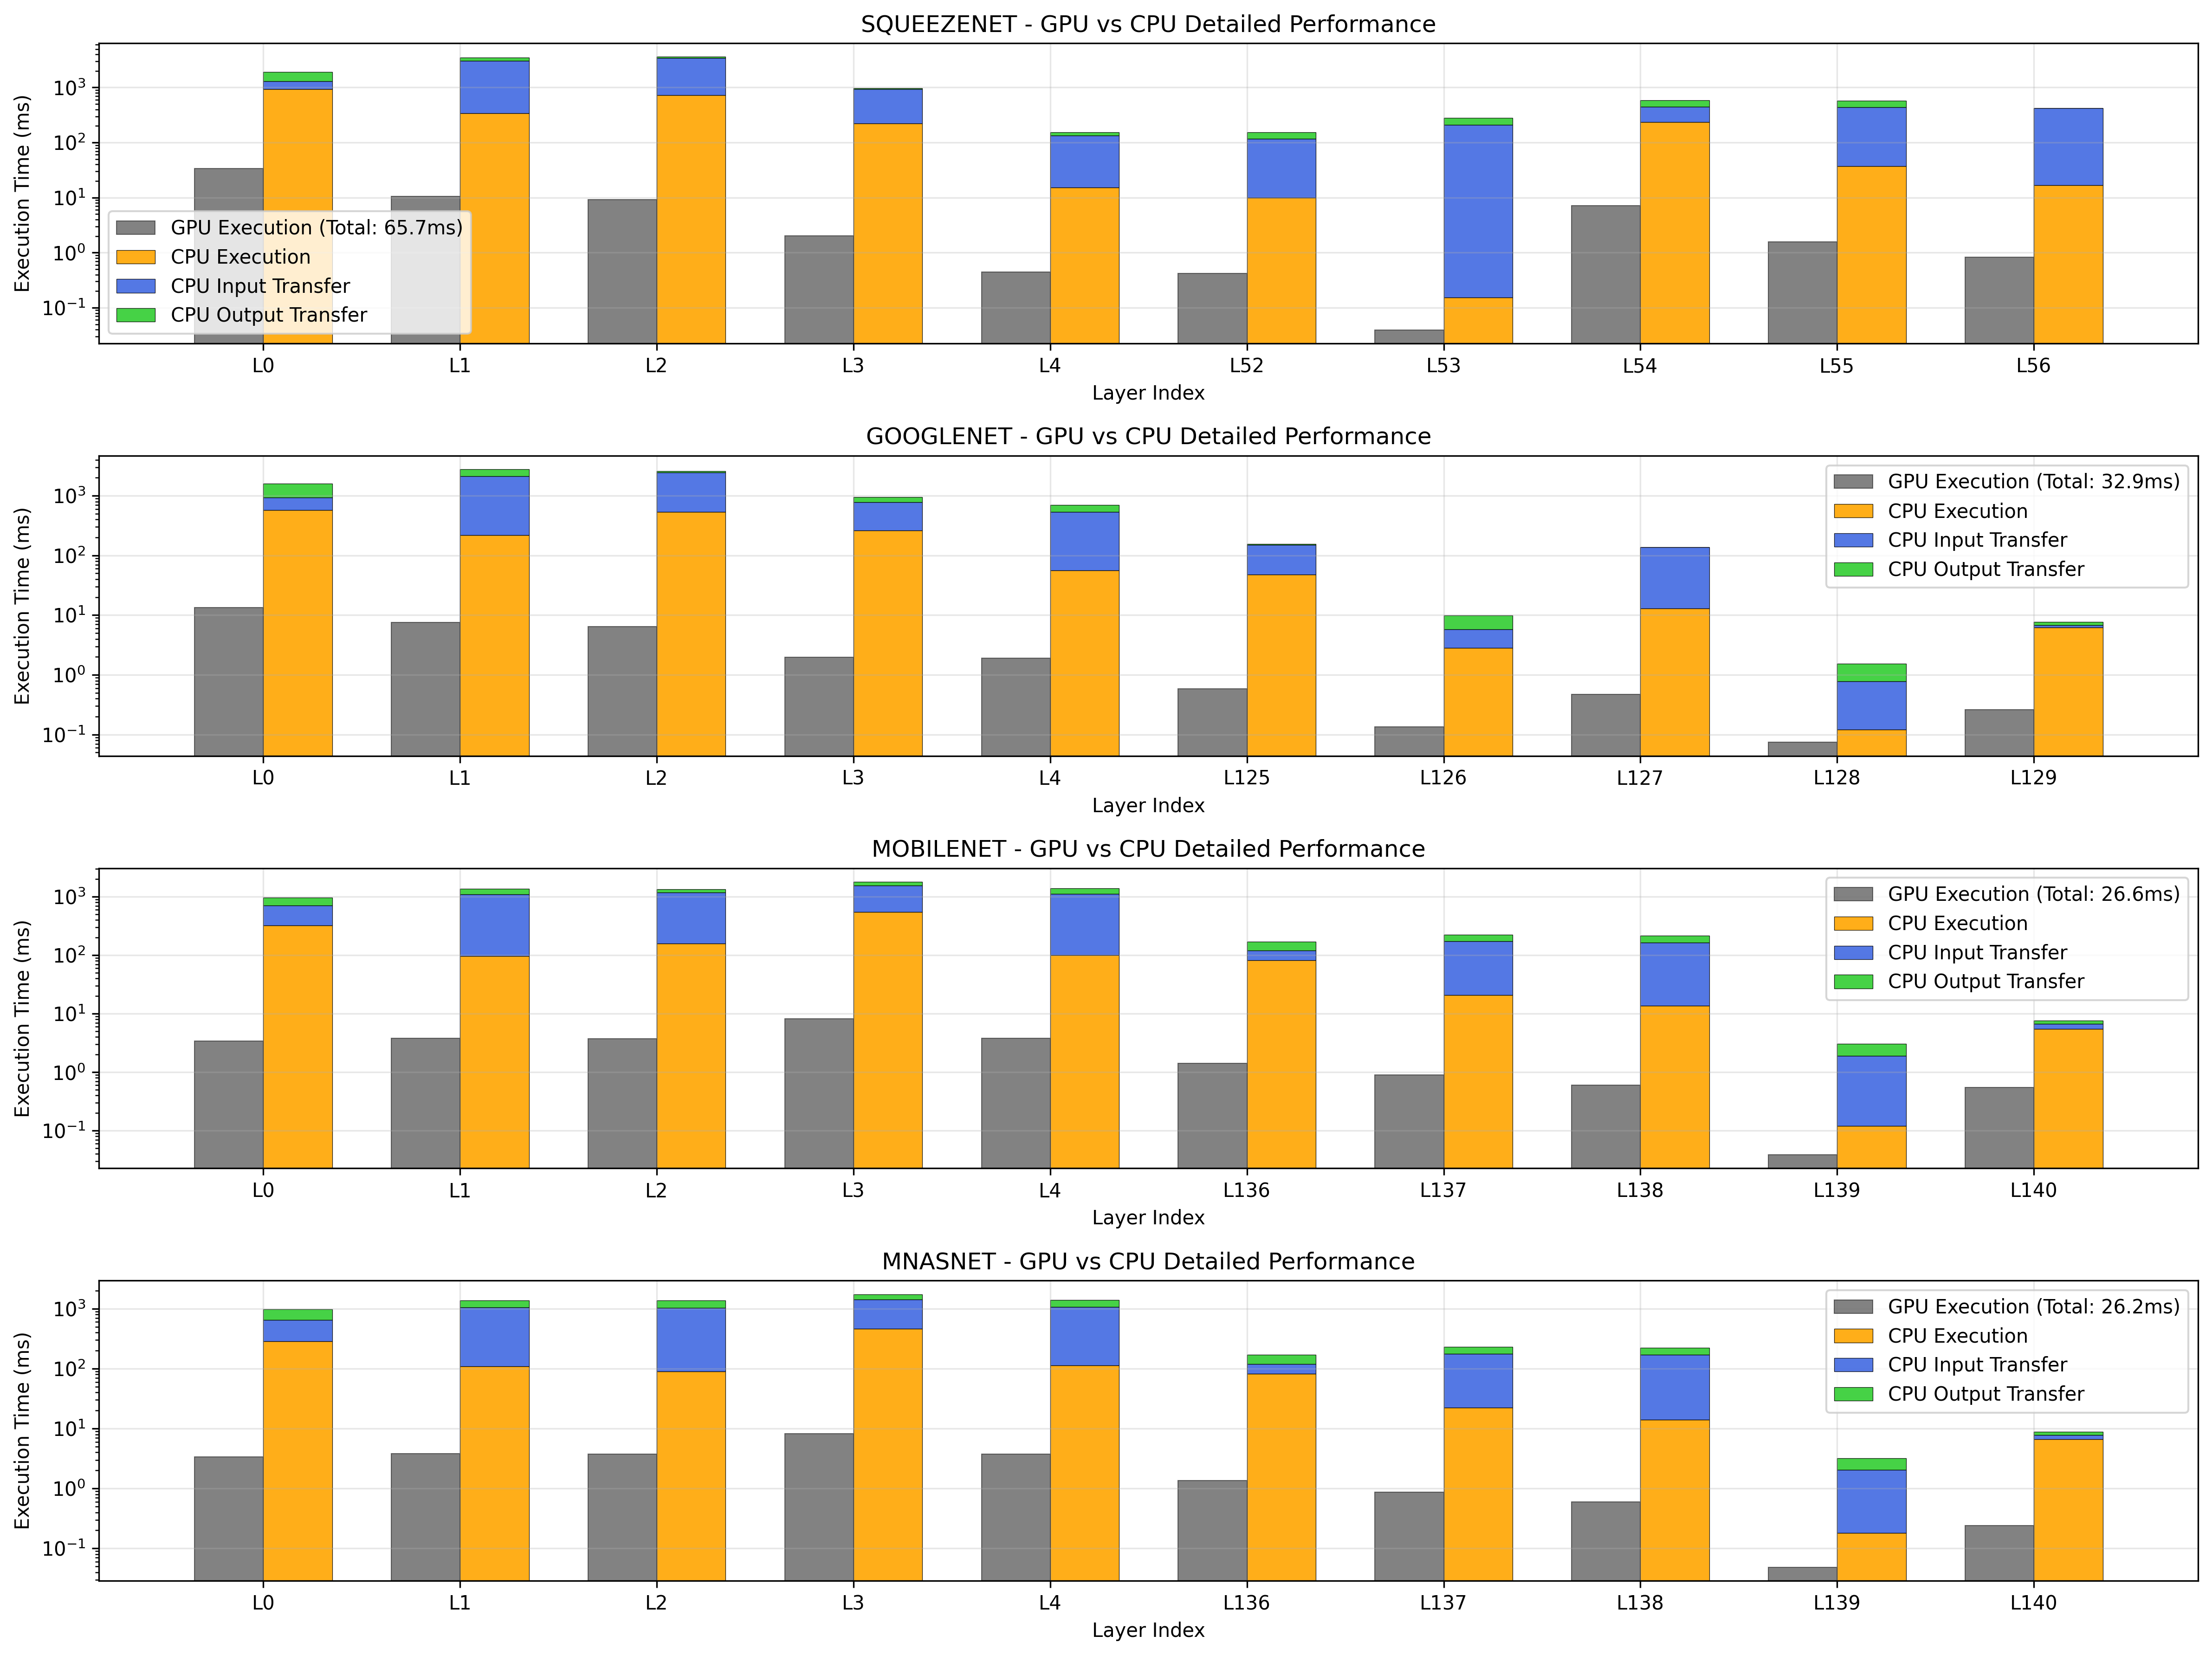 SQUEEZENET - GPU vs CPU Detailed Performance
Execution Time (ms)
10³
10²
10¹
10⁰
10⁻¹
GPU Execution (Total: 65.7ms)
CPU Execution
CPU Input Transfer
CPU Output Transfer
L0 L1 L2 L3 L4 L52 L53 L54 L55 L56
Layer Index
GOOGLENET - GPU vs CPU Detailed Performance
Execution Time (ms)
10³
10²
10¹
10⁰
10⁻¹
GPU Execution (Total: 32.9ms)
CPU Execution
CPU Input Transfer
CPU Output Transfer
L0 L1 L2 L3 L4 L125 L126 L127 L128 L129
Layer Index
MOBILENET - GPU vs CPU Detailed Performance
Execution Time (ms)
10³
10²
10¹
10⁰
10⁻¹
GPU Execution (Total: 26.6ms)
CPU Execution
CPU Input Transfer
CPU Output Transfer
L0 L1 L2 L3 L4 L136 L137 L138 L139 L140
Layer Index
MNASNET - GPU vs CPU Detailed Performance
Execution Time (ms)
10³
10²
10¹
10⁰
10⁻¹
GPU Execution (Total: 26.2ms)
CPU Execution
CPU Input Transfer
CPU Output Transfer
L0 L1 L2 L3 L4 L136 L137 L138 L139 L140
Layer Index